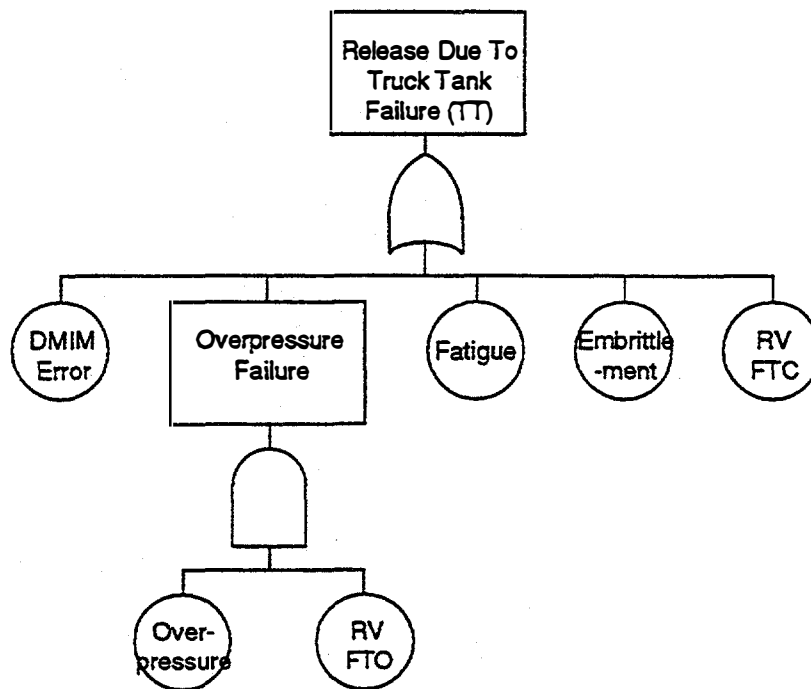 Release Due To
Truck Tank
Failure (TT)
DMIM
Error
Overpressure
Failure
Fatigue
Embrittle
-ment
RV
FTC
Over-
pressure
RV
FTO